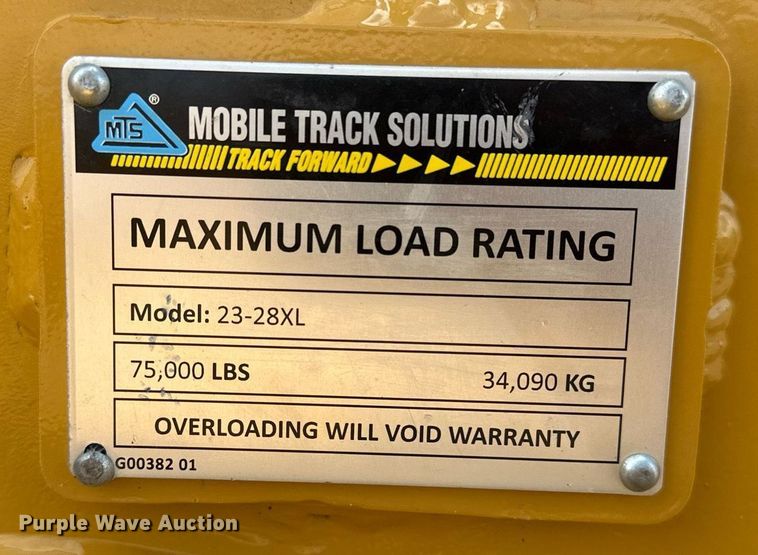 MTS ®
MOBILE TRACK SOLUTIONS
TRACK FORWARD
MAXIMUM LOAD RATING
Model: 23-28XL
75,000 LBS 34,090 KG
OVERLOADING WILL VOID WARRANTY
G00382 01
Purple Wave Auction